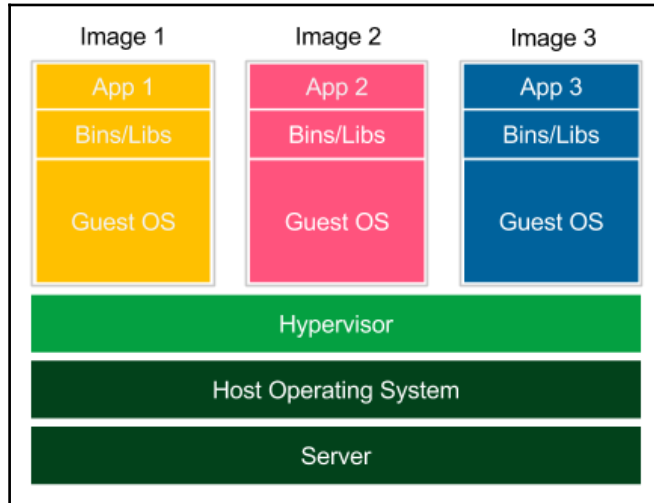 Image 1
Image 2
Image 3
App 1
App 2
App 3
Bins/Libs
Bins/Libs
Bins/Libs
Guest OS
Guest OS
Guest OS
Hypervisor
Host Operating System
Server